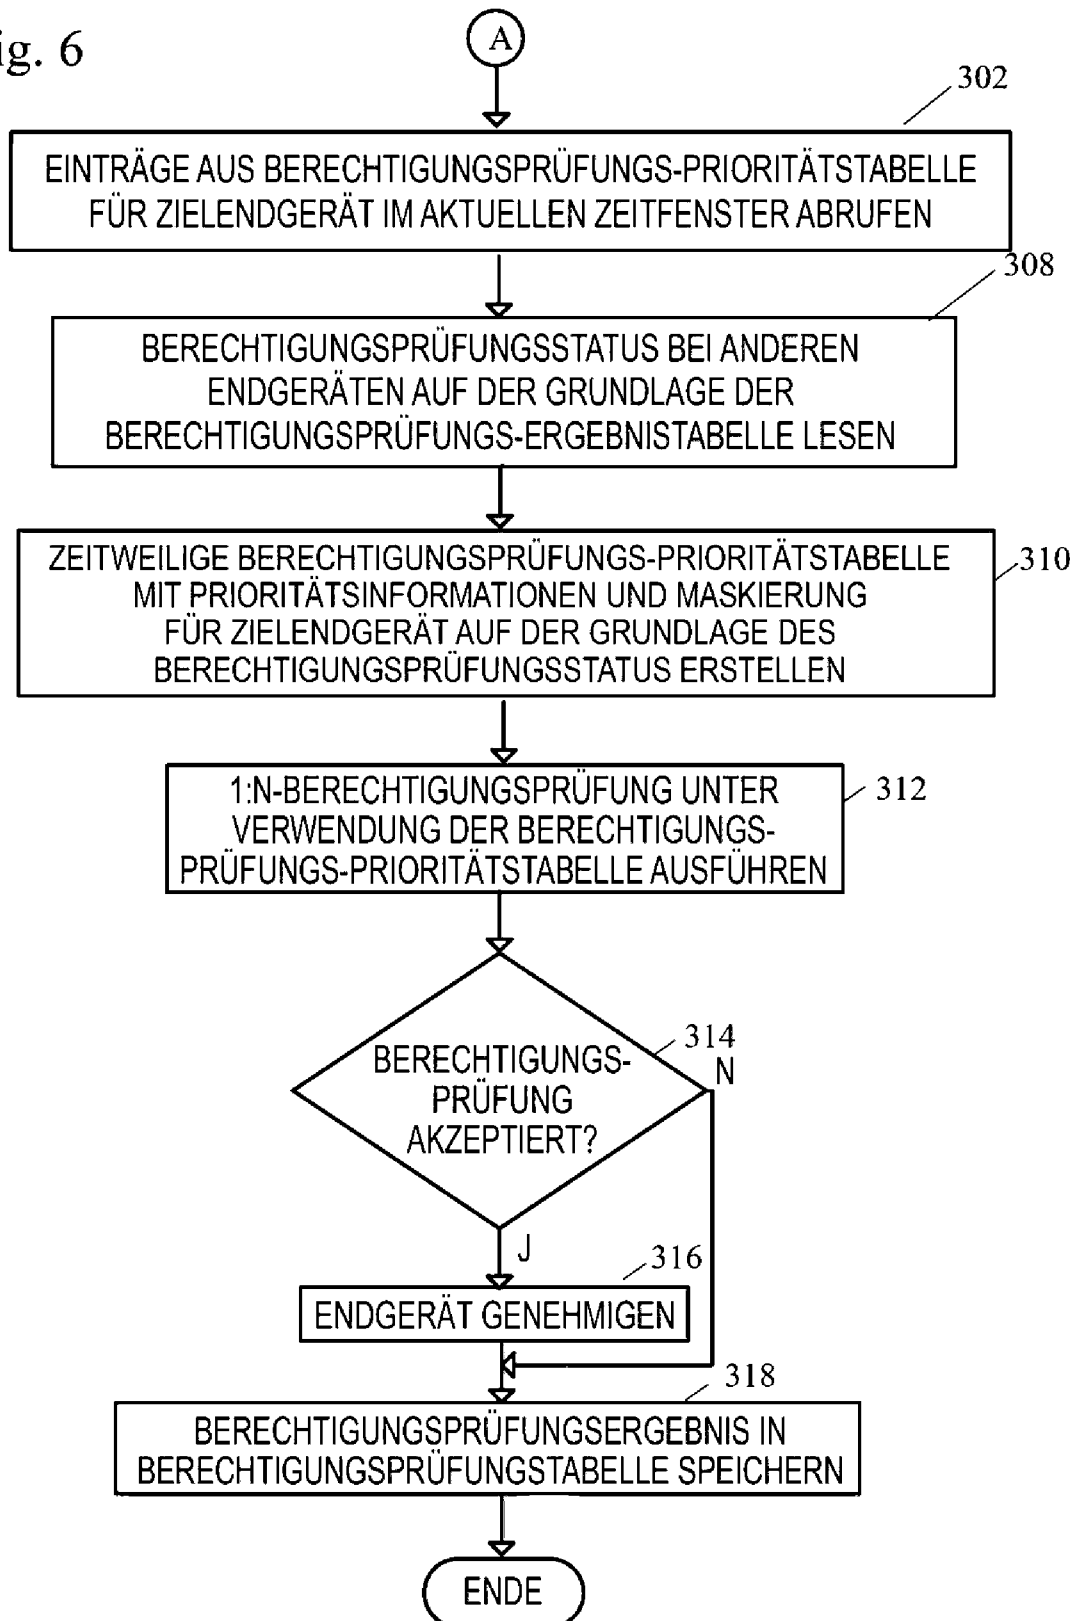 ig. 6
A
302
EINTRÄGE AUS BERECHTIGUNGSPRÜFUNGS-PRIORITÄTSTABELLE
FÜR ZIELENDGERÄT IM AKTUELLEN ZEITFENSTER ABRUFEN
308
BERECHTIGUNGSPRÜFUNGSSTATUS BEI ANDEREN
ENDGERÄTEN AUF DER GRUNDLAGE DER
BERECHTIGUNGSPRÜFUNGS-ERGEBNISTABELLE LESEN
310
ZEITWEILIGE BERECHTIGUNGSPRÜFUNGS-PRIORITÄTSTABELLE
MIT PRIORITÄTSINFORMATIONEN UND MASKIERUNG
FÜR ZIELENDGERÄT AUF DER GRUNDLAGE DES
BERECHTIGUNGSPRÜFUNGSSTATUS ERSTELLEN
312
1:N-BERECHTIGUNGSPRÜFUNG UNTER
VERWENDUNG DER BERECHTIGUNGS-
PRÜFUNGS-PRIORITÄTSTABELLE AUSFÜHREN
314
N
BERECHTIGUNGS-
PRÜFUNG
AKZEPTIERT?
J
316
ENDGERÄT GENEHMIGEN
318
BERECHTIGUNGSPRÜFUNGSERGEBNIS IN
BERECHTIGUNGSPRÜFUNGSTABELLE SPEICHERN
ENDE